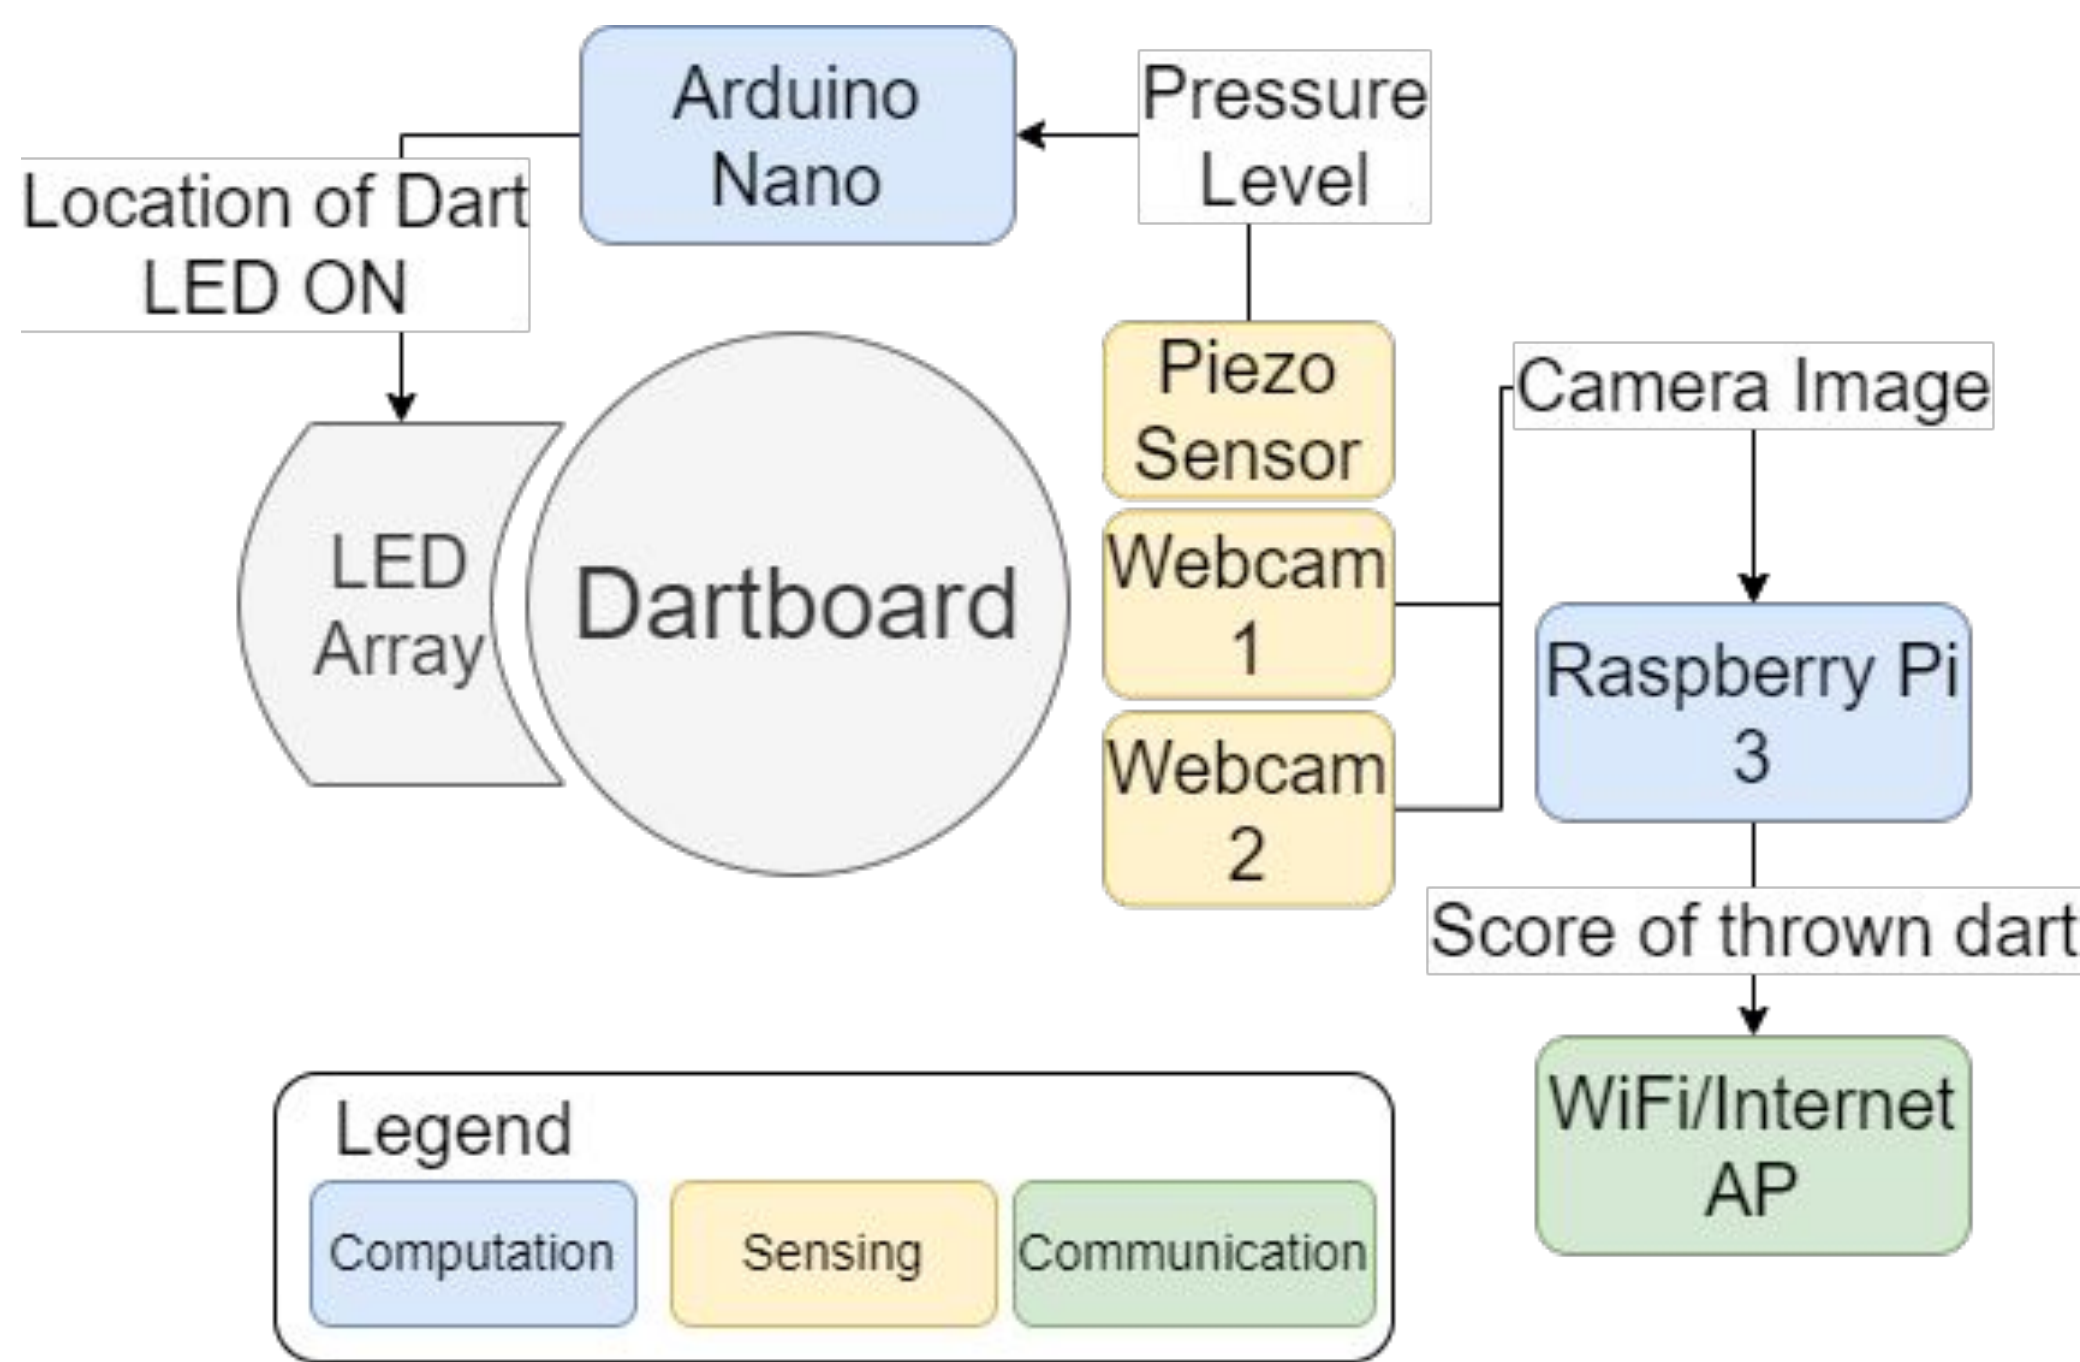 Arduino
Nano
Pressure
Level
Location of Dart
LED ON
Piezo
Sensor
Camera Image
LED
Array
Dartboard
Webcam
1
Raspberry Pi
3
Webcam
2
Score of thrown dart
WiFi/Internet
AP
Legend
Computation
Sensing
Communication